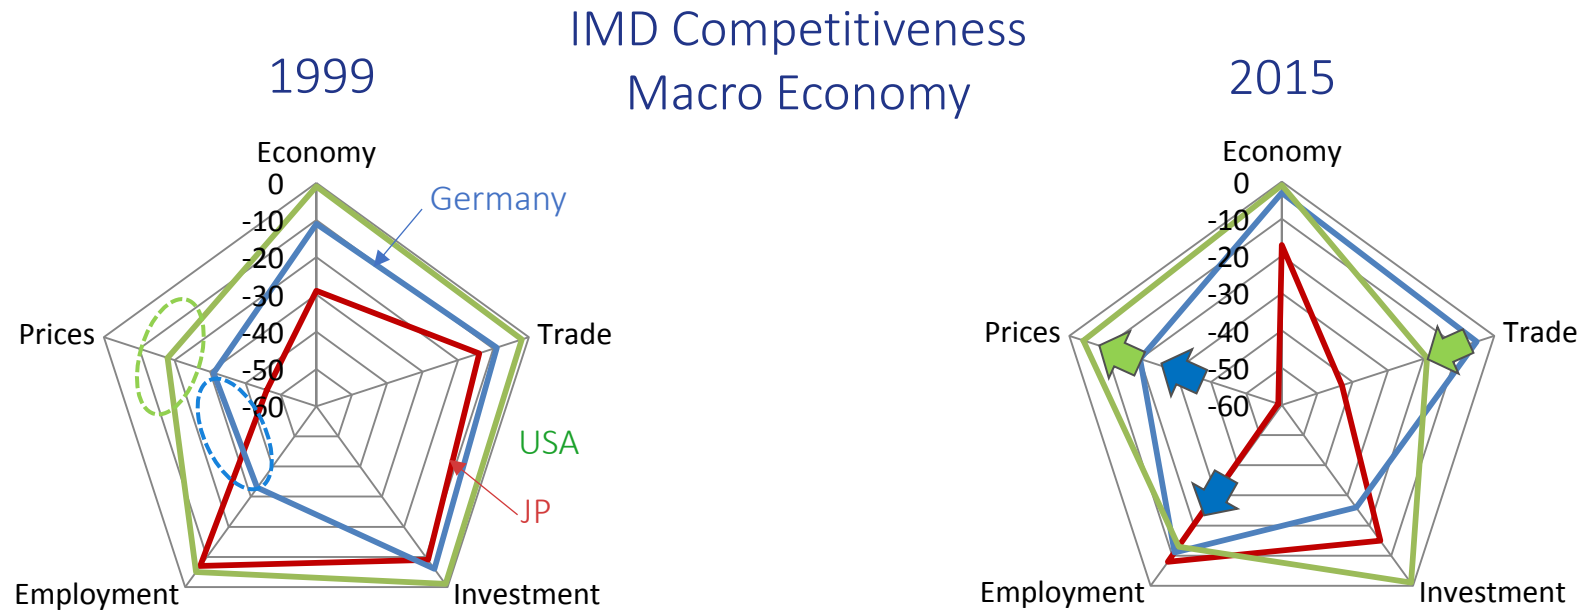 IMD Competitiveness
Macro Economy
1999
Economy
0
-10
-20
-30
-40
-50
-60
Germany
Prices
Trade
USA
JP
Employment
Investment
2015
Economy
0
-10
-20
-30
-40
-50
-60
Prices
Trade
Employment
Investment